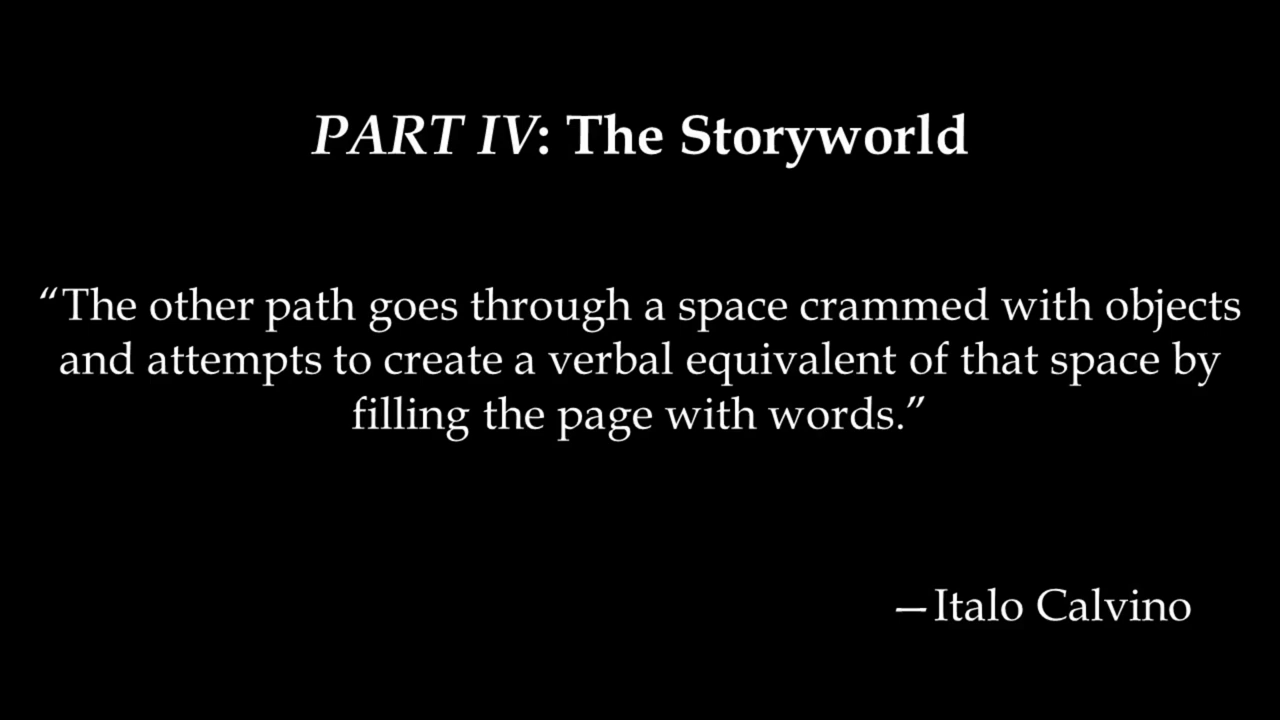 PART IV: The Storyworld
“The other path goes through a space crammed with objects
and attempts to create a verbal equivalent of that space by
filling the page with words.”
—Italo Calvino